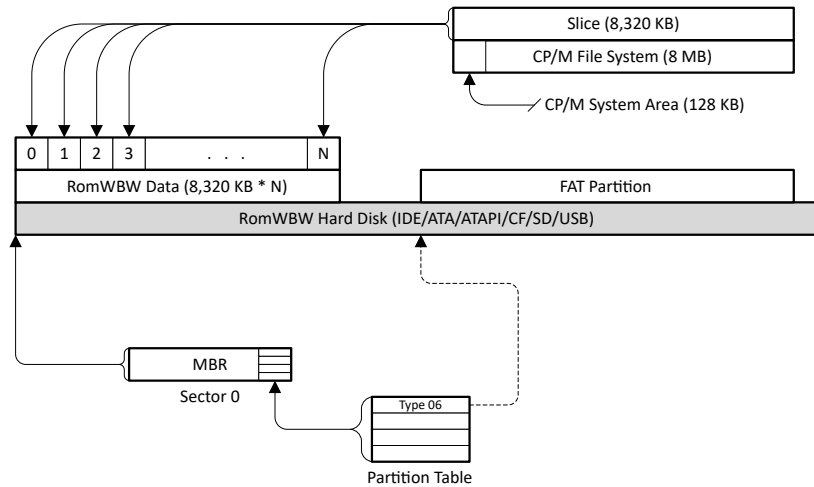 Slice (8,320 KB)
CP/M File System (8 MB)
CP/M System Area (128 KB)
0 1 2 3 . . . N
RomWBW Data (8,320 KB * N)
FAT Partition
RomWBW Hard Disk (IDE/ATA/ATAPI/CF/SD/USB)
MBR
Sector 0
Type 06
Partition Table